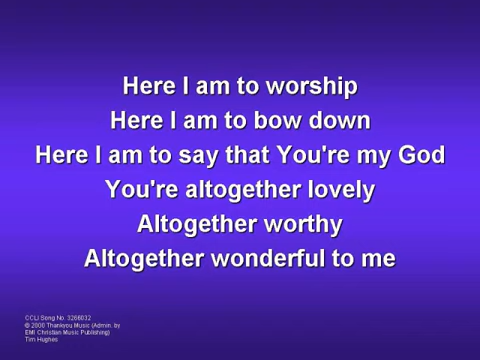 Here I am to worship
Here I am to bow down
Here I am to say that You're my God
You're altogether lovely
Altogether worthy
Altogether wonderful to me
CCLI Song No. 3266032
© 2000 Thankyou Music (Admin. by
EMI Christian Music Publishing)
Tim Hughes